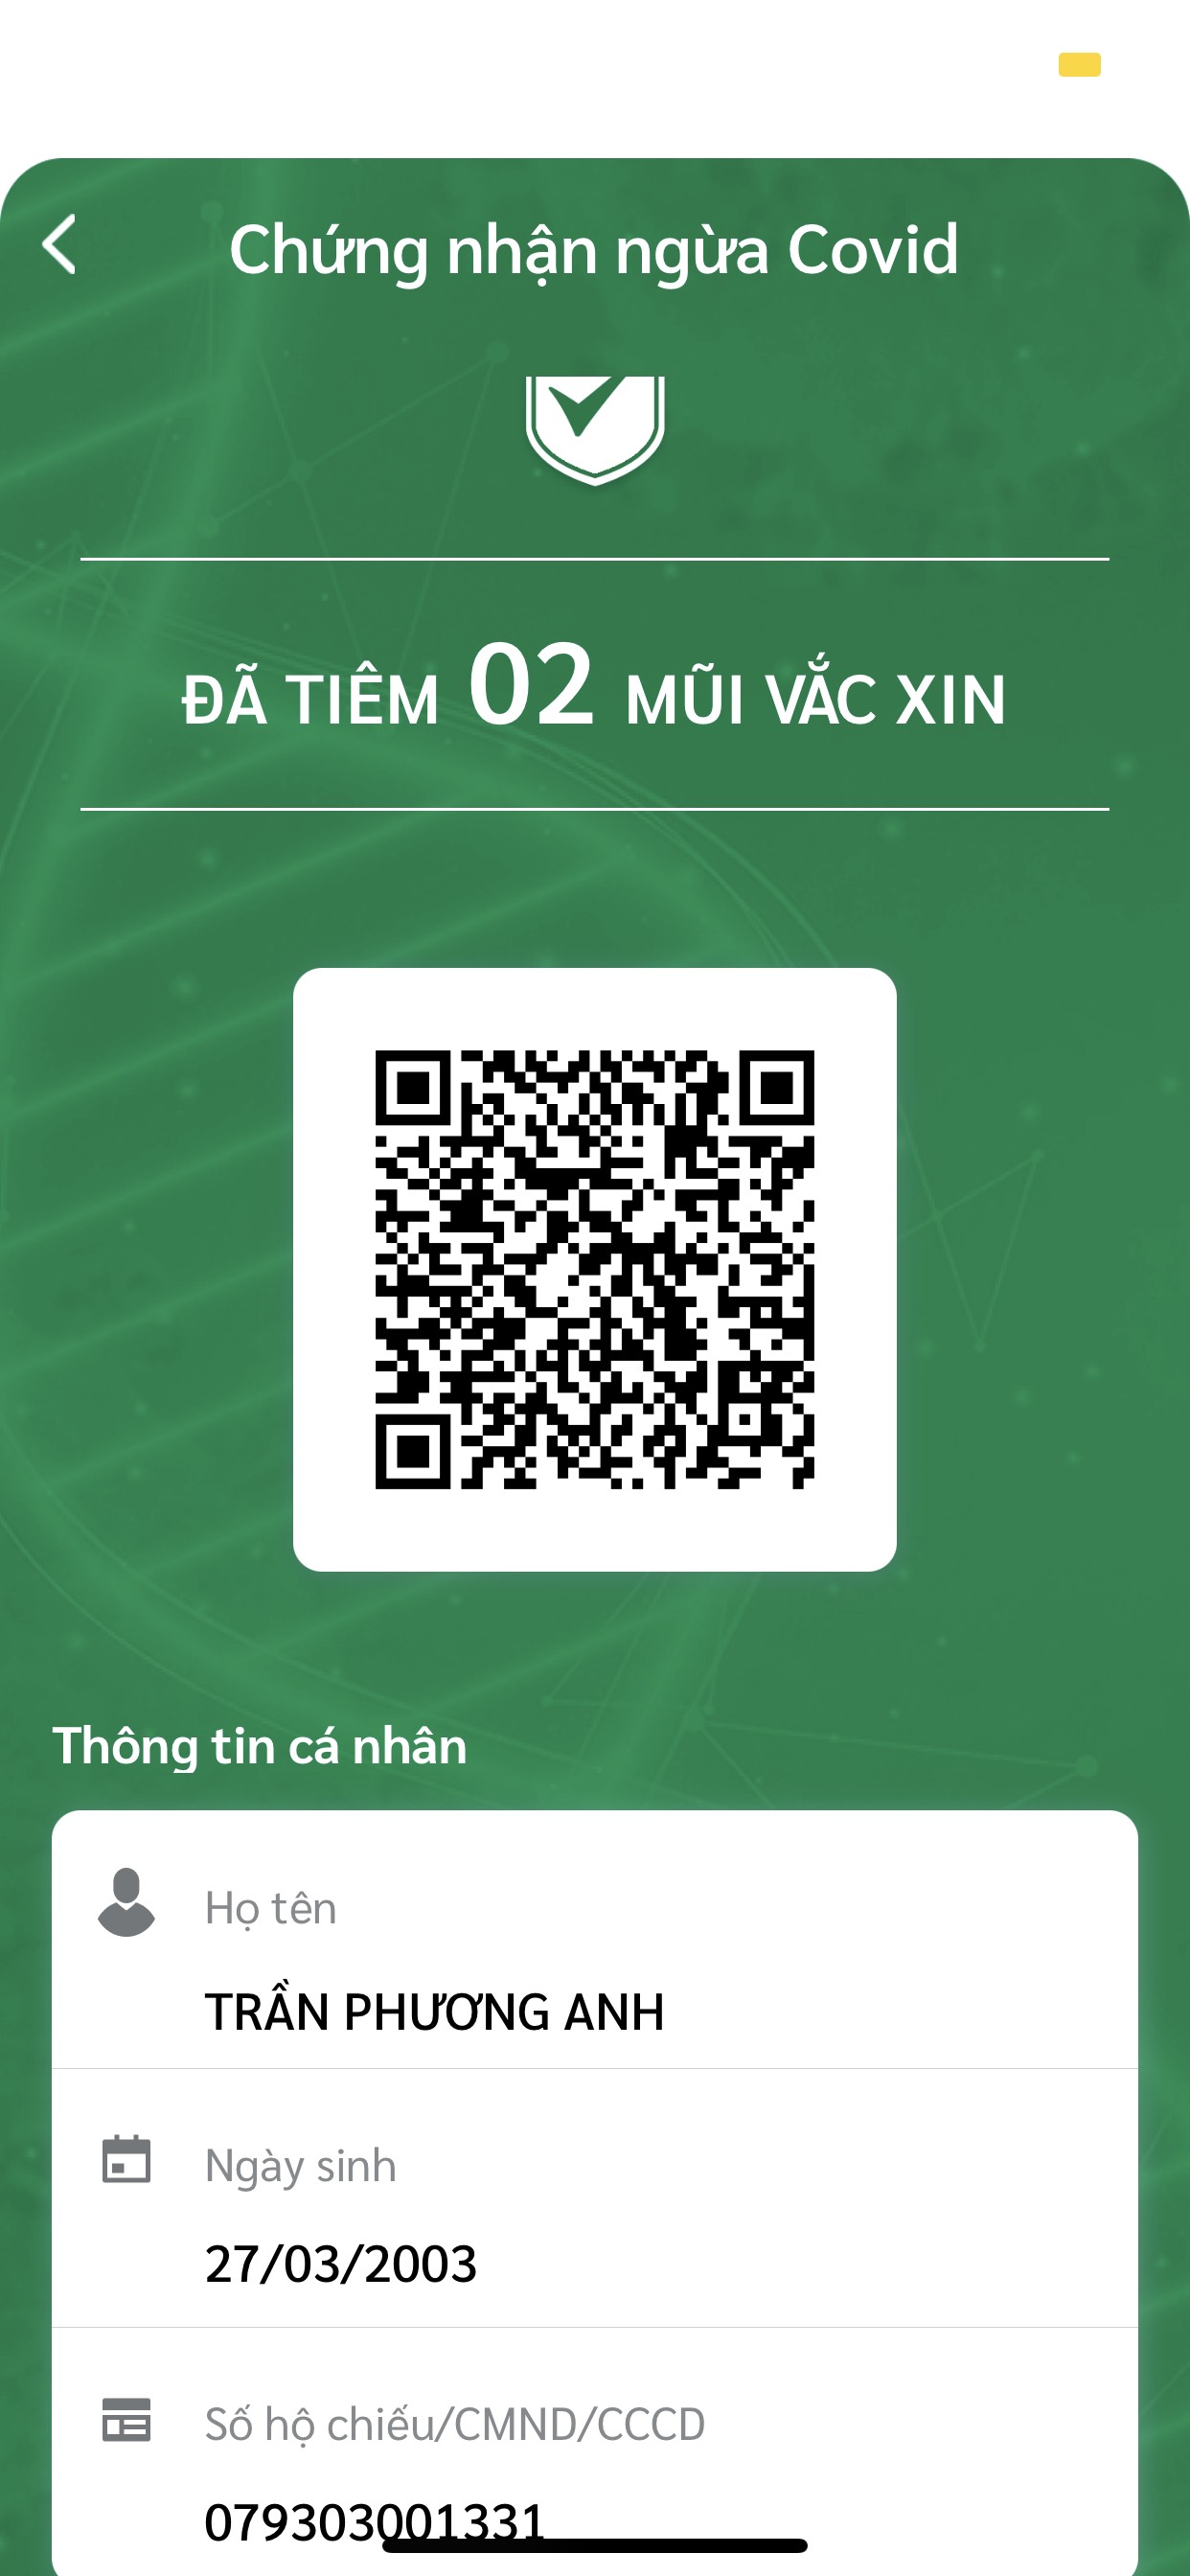 Chứng nhận ngừa Covid
ĐÃ TIÊM 02 MŨI VẮC XIN
Thông tin cá nhân
Họ tên
TRẦN PHƯƠNG ANH
Ngày sinh
27/03/2003
Số hộ chiếu/CMND/CCCD
079303001331